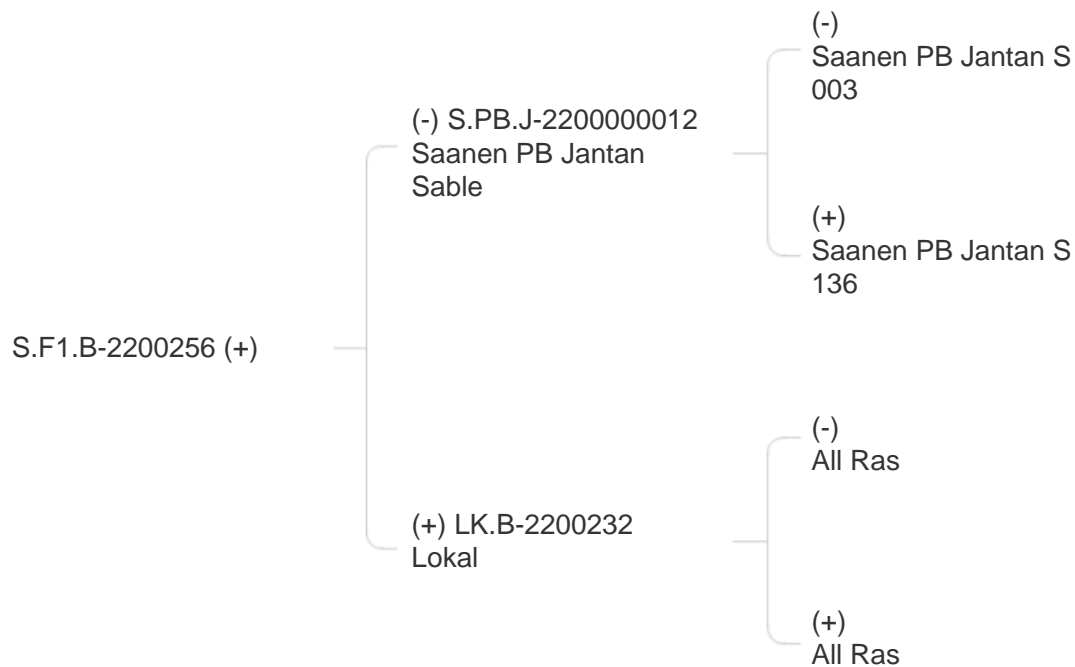 (-)
Saanen PB Jantan S
003
(-) S.PB.J-2200000012
Saanen PB Jantan
Sable
(+)
Saanen PB Jantan S
136
S.F1.B-2200256 (+)
(-)
All Ras
(+) LK.B-2200232
Lokal
(+)
All Ras